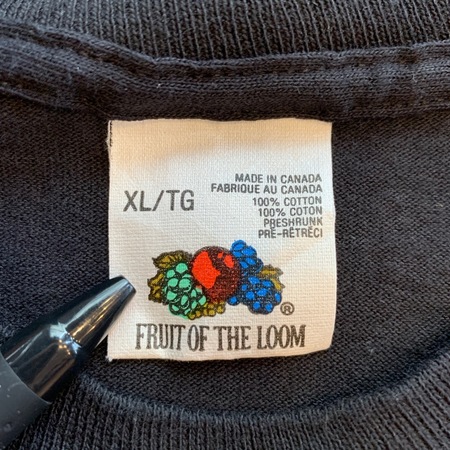 XL/TG
MADE IN CANADA
FABRIQUE AU CANADA
100% COTTON
100% COTON
PRESHRUNK
PRÉ-RÉTRÉCI
®
FRUIT OF THE LOOM